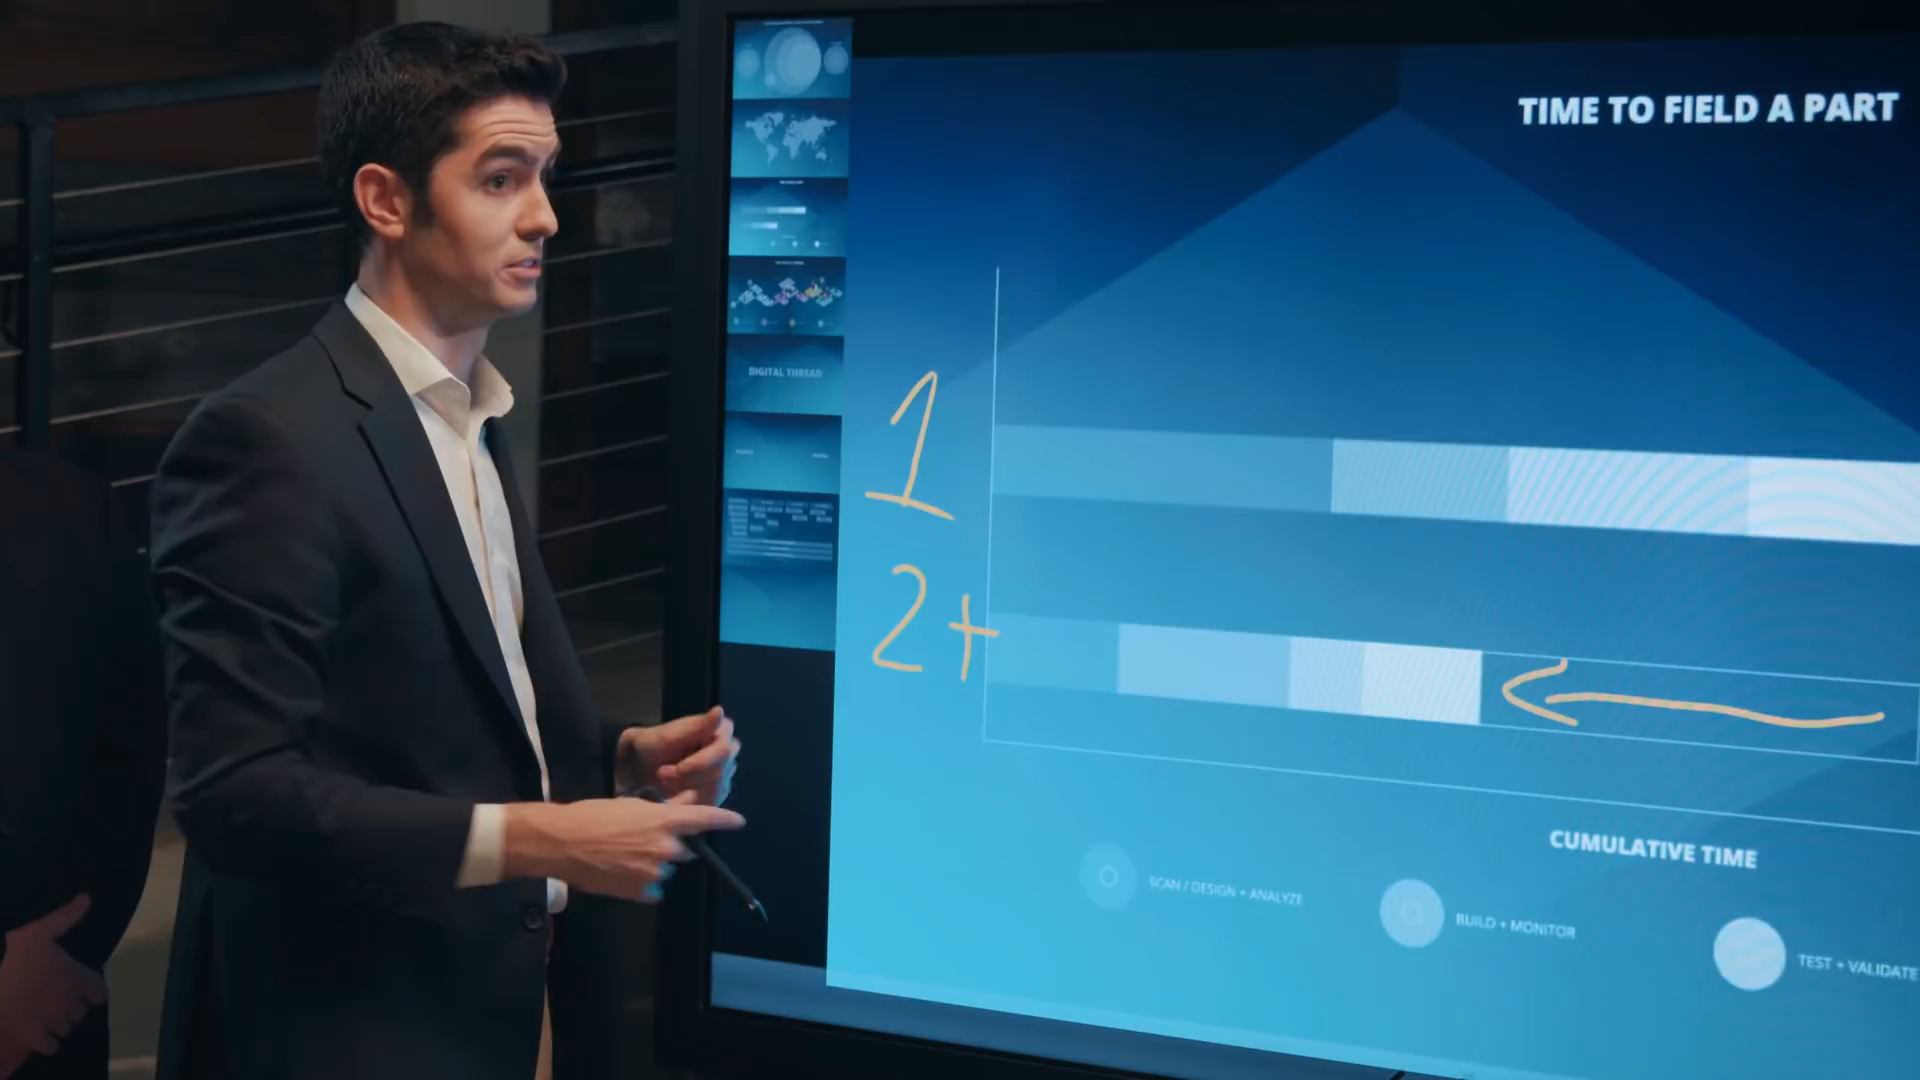 TIME TO FIELD A PART
DIGITAL THREAD
1
2+
CUMULATIVE TIME
SCAN / DESIGN + ANALYZE
BUILD + MONITOR
TEST + VALIDATE